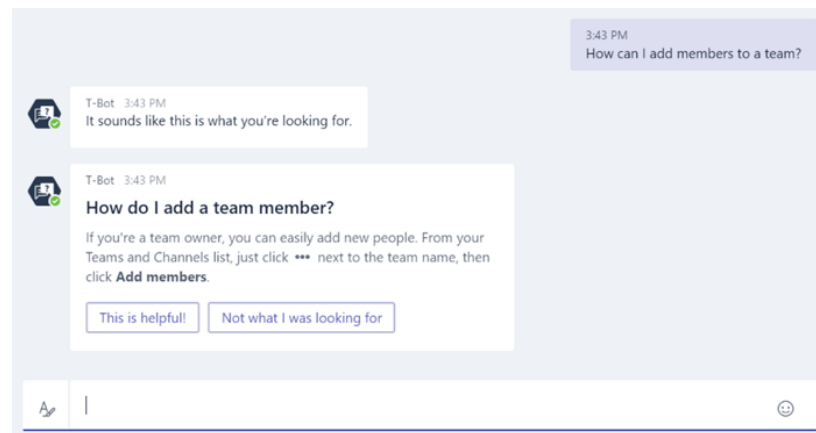 3:43 PM
How can I add members to a team?
T-Bot 3:43 PM
It sounds like this is what you're looking for.
T-Bot 3:43 PM
How do I add a team member?
If you're a team owner, you can easily add new people. From your
Teams and Channels list, just click ••• next to the team name, then
click Add members.
This is helpful! Not what I was looking for